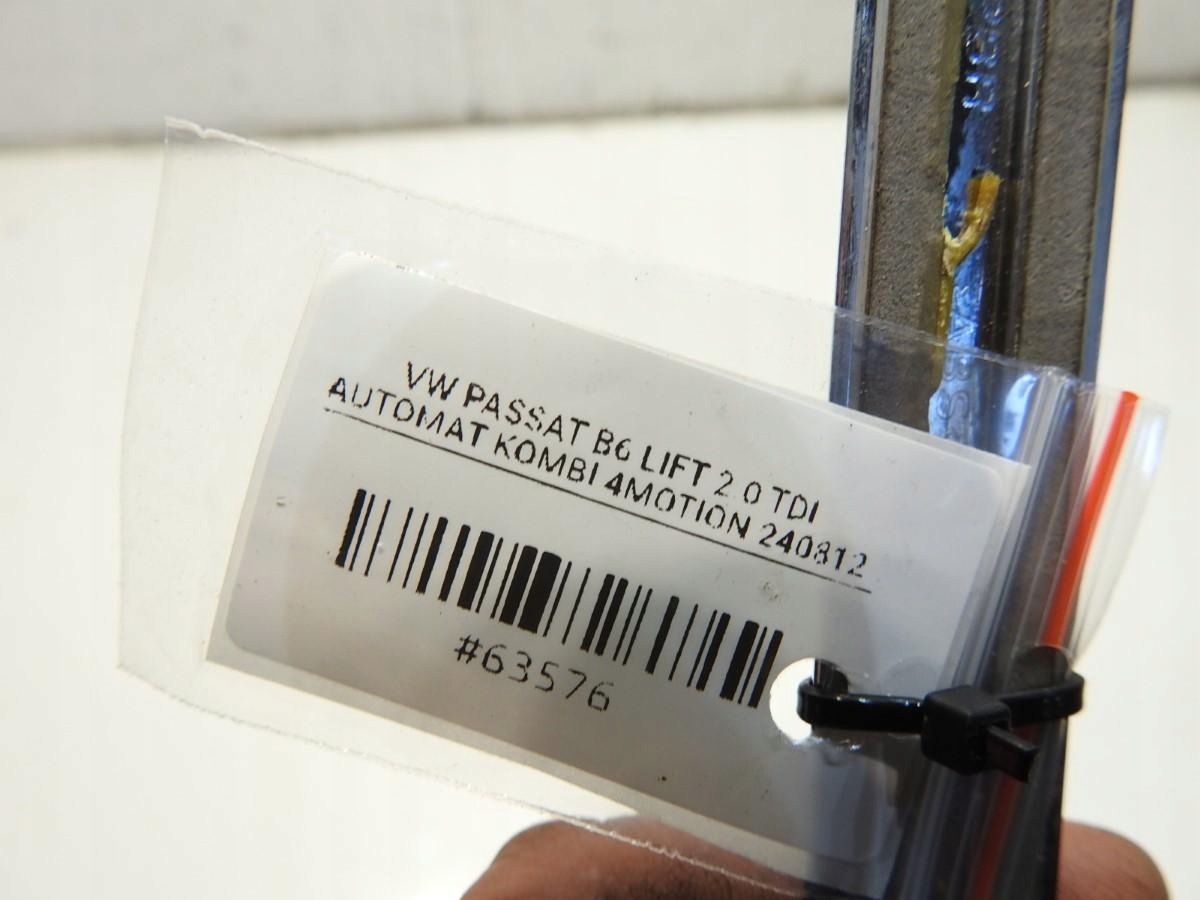 VW PASSAT B6 LIFT 2.0 TDI
AUTOMAT KOMBI 4MOTION 240812
#63576